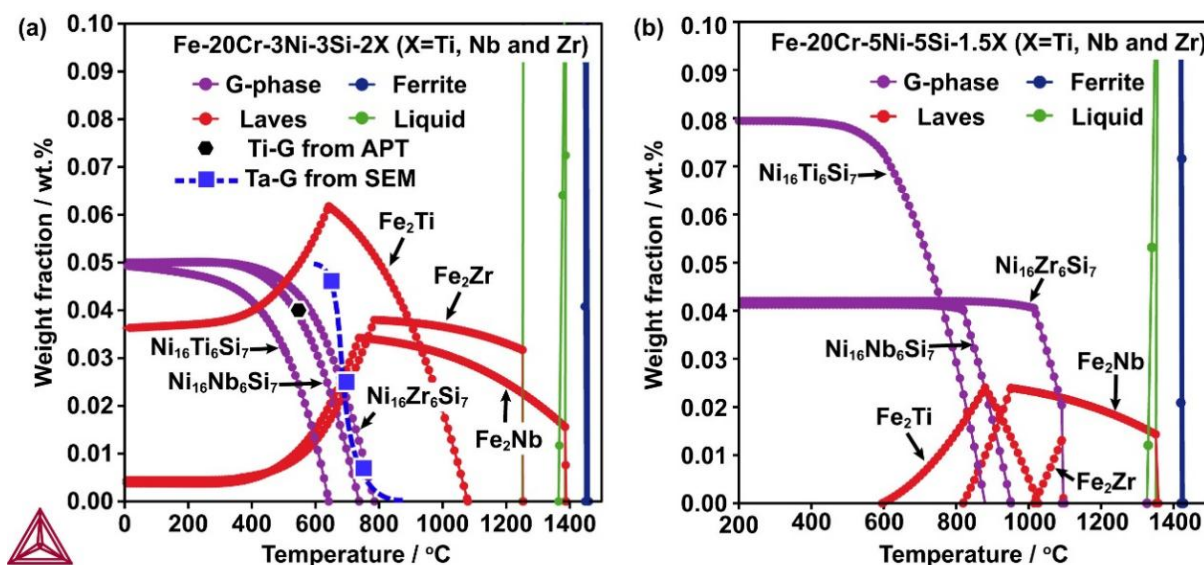 (a)
Fe-20Cr-3Ni-3Si-2X (X=Ti, Nb and Zr)
G-phase
Ferrite
Laves
Liquid
Ti-G from APT
Ta-G from SEM
Fe₂Ti
Fe₂Zr
Ni₁₆Ti₆Si₇
Ni₁₆Nb₆Si₇
Ni₁₆Zr₆Si₇
Fe₂Nb
0.10
0.09
0.08
0.07
0.06
0.05
0.04
0.03
0.02
0.01
0.00
Weight fraction / wt.%
0 200 400 600 800 1000 1200 1400
Temperature / °C
(b)
Fe-20Cr-5Ni-5Si-1.5X (X=Ti, Nb and Zr)
G-phase
Ferrite
Laves
Liquid
Ni₁₆Ti₆Si₇
Ni₁₆Zr₆Si₇
Ni₁₆Nb₆Si₇
Fe₂Nb
Fe₂Ti
Fe₂Zr
0.10
0.09
0.08
0.07
0.06
0.05
0.04
0.03
0.02
0.01
0.00
Weight fraction / wt.%
200 400 600 800 1000 1200 1400
Temperature / °C